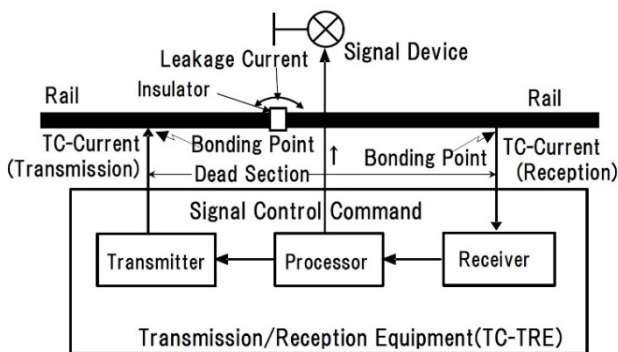 Signal Device
Leakage Current
Insulator
Rail
Rail
TC-Current
(Transmission)
Bonding Point
Bonding Point
TC-Current
(Reception)
Dead Section
Signal Control Command
Transmitter
Processor
Receiver
Transmission/Reception Equipment(TC-TRE)